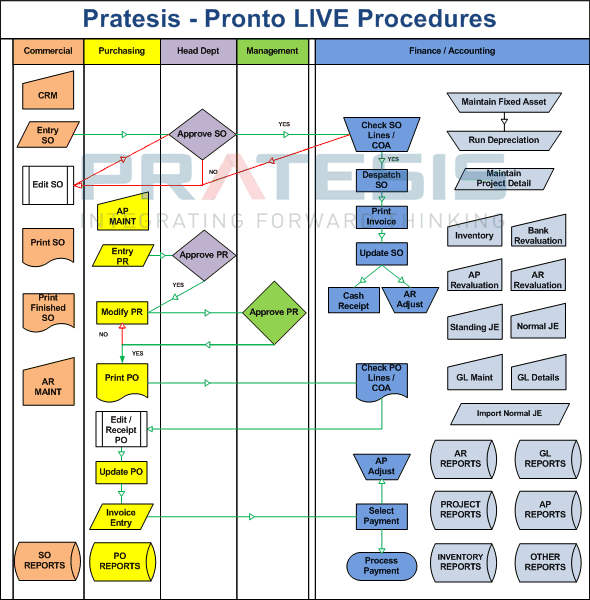 Pratesis - Pronto LIVE Procedures
Commercial
Purchasing
Head Dept
Management
Finance / Accounting
CRM
Entry
SO
Edit SO
Print SO
Print
Finished
SO
AR
MAINT
SO
REPORTS
AP
MAINT
Entry
PR
Modify PR
NO
YES
Print PO
Edit /
Receipt
PO
Update PO
Invoice
Entry
PO
REPORTS
Approve SO
YES
NO
Approve PR
YES
Approve PR
Check SO
Lines /
COA
YES
Despatch
SO
Print
Invoice
Update SO
Cash
Receipt
AR
Adjust
Check PO
Lines /
COA
AP
Adjust
Select
Payment
Process
Payment
Maintain Fixed Asset
Run Depreciation
Maintain
Project Detail
Inventory
Bank
Revaluation
AP
Revaluation
AR
Revaluation
Standing JE
Normal JE
GL Maint
GL Details
Import Normal JE
AR
REPORTS
GL
REPORTS
PROJECT
REPORTS
AP
REPORTS
INVENTORY
REPORTS
OTHER
REPORTS
PRATESIS
INTEGRATING FORWARD THINKING